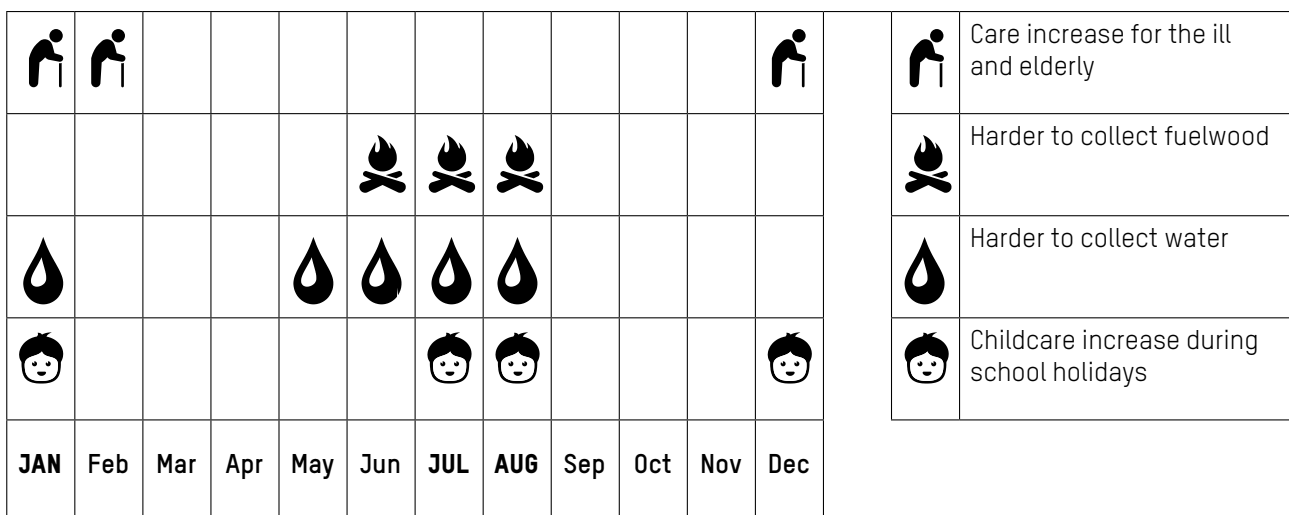 Care increase for the ill
and elderly
Harder to collect fuelwood
Harder to collect water
Childcare increase during
school holidays
JAN Feb Mar Apr May Jun JUL AUG Sep Oct Nov Dec